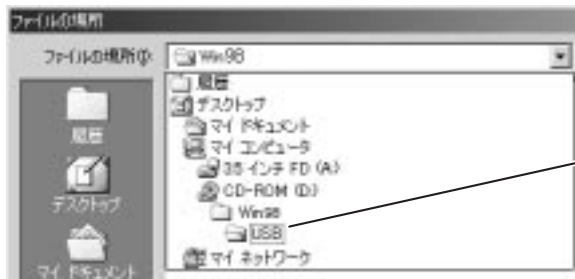 ファイルの場所
ファイルの場所(I): Win98
履歴
デスクトップ
マイ ドキュメント
履歴
デスクトップ
マイ ドキュメント
マイ コンピュータ
35 インチ FD (A:)
CD-ROM (D:)
Win98
USB
マイ ネットワーク